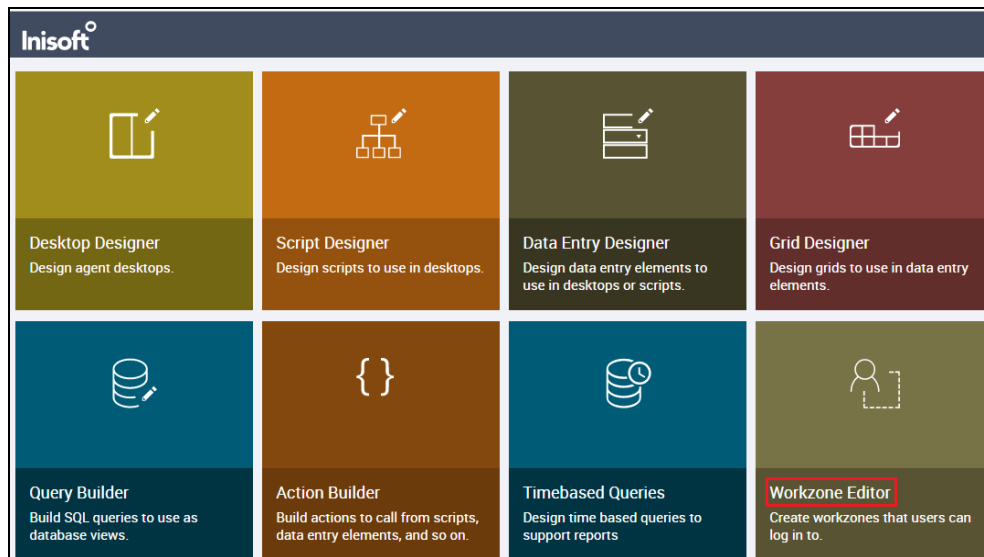 Inisoft
Desktop Designer
Design agent desktops.
Script Designer
Design scripts to use in desktops.
Data Entry Designer
Design data entry elements to
use in desktops or scripts.
Grid Designer
Design grids to use in data entry
elements.
Query Builder
Build SQL queries to use as
database views.
{ }
Action Builder
Build actions to call from scripts,
data entry elements, and so on.
Timebased Queries
Design time based queries to
support reports
Workzone Editor
Create workzones that users can
log in to.